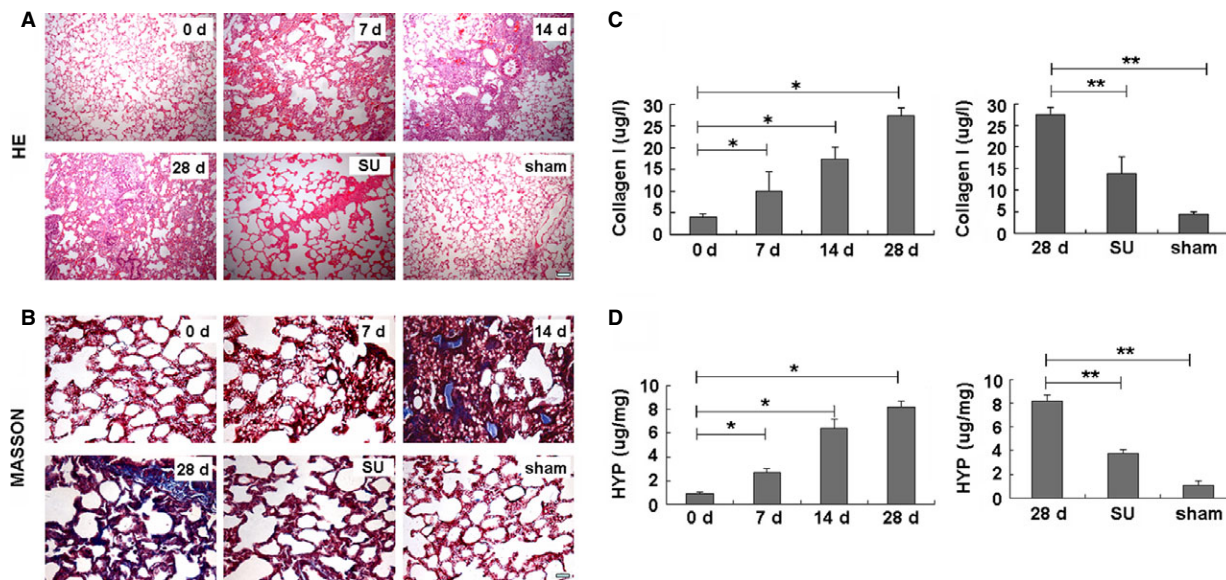 A
HE
0 d
7 d
14 d
28 d
SU
sham
B
MASSON
0 d
7 d
14 d
28 d
SU
sham
C
Collagen I (ug/l)
30
25
20
15
10
5
0
*
*
*
0 d 7 d 14 d 28 d
Collagen I (ug/l)
30
25
20
15
10
5
0
**
**
28 d SU sham
D
HYP (ug/mg)
10
8
6
4
2
0
*
*
*
0 d 7 d 14 d 28 d
HYP (ug/mg)
10
8
6
4
2
0
**
**
28 d SU sham